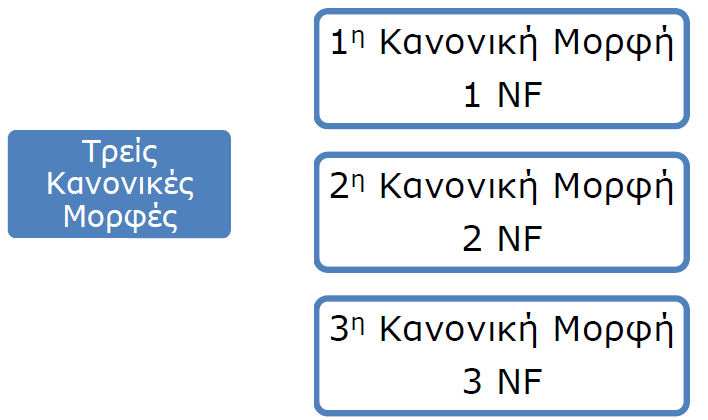 Τρείς
Κανονικές
Μορφές
1η Κανονική Μορφή
1 NF
2η Κανονική Μορφή
2 NF
3η Κανονική Μορφή
3 NF